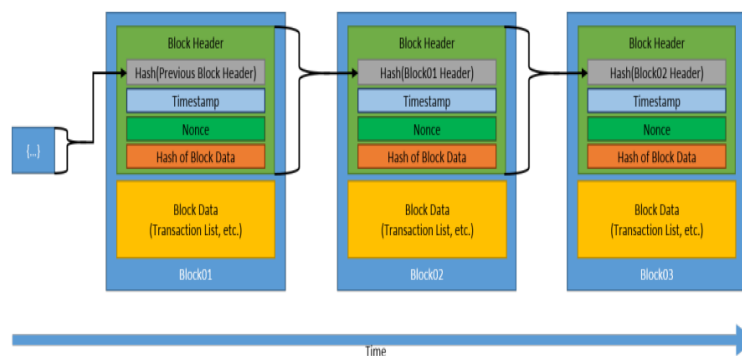 {...}
Block Header
Hash(Previous Block Header)
Timestamp
Nonce
Hash of Block Data
Block Data
(Transaction List, etc.)
Block01
Block Header
Hash(Block01 Header)
Timestamp
Nonce
Hash of Block Data
Block Data
(Transaction List, etc.)
Block02
Block Header
Hash(Block02 Header)
Timestamp
Nonce
Hash of Block Data
Block Data
(Transaction List, etc.)
Block03
Time